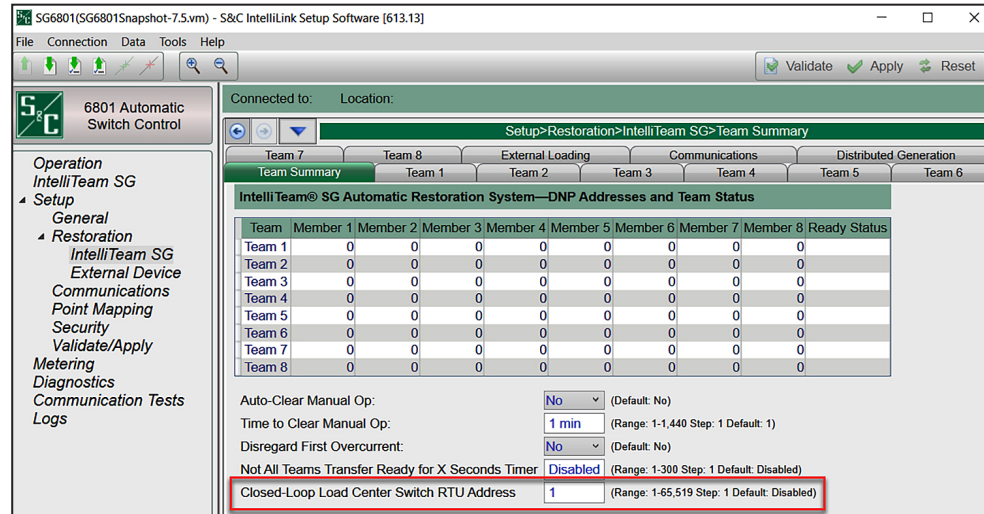 SG6801(SG6801Snapshot-7.5.vm) - S&C IntelliLink Setup Software [613.13]
File Connection Data Tools Help
Validate Apply Reset
S&C
6801 Automatic
Switch Control
Connected to: Location:
Setup>Restoration>IntelliTeam SG>Team Summary
Operation
IntelliTeam SG
Setup
General
Restoration
IntelliTeam SG
External Device
Communications
Point Mapping
Security
Validate/Apply
Metering
Diagnostics
Communication Tests
Logs
Team 7 Team 8 External Loading Communications Distributed Generation
Team Summary Team 1 Team 2 Team 3 Team 4 Team 5 Team 6
IntelliTeam® SG Automatic Restoration System—DNP Addresses and Team Status
Team Member 1 Member 2 Member 3 Member 4 Member 5 Member 6 Member 7 Member 8 Ready Status
Team 1 0 0 0 0 0 0 0 0
Team 2 0 0 0 0 0 0 0 0
Team 3 0 0 0 0 0 0 0 0
Team 4 0 0 0 0 0 0 0 0
Team 5 0 0 0 0 0 0 0 0
Team 6 0 0 0 0 0 0 0 0
Team 7 0 0 0 0 0 0 0 0
Team 8 0 0 0 0 0 0 0 0
Auto-Clear Manual Op: No (Default: No)
Time to Clear Manual Op: 1 min (Range: 1-1,440 Step: 1 Default: 1)
Disregard First Overcurrent: No (Default: No)
Not All Teams Transfer Ready for X Seconds Timer Disabled (Range: 1-300 Step: 1 Default: Disabled)
Closed-Loop Load Center Switch RTU Address 1 (Range: 1-65,519 Step: 1 Default: Disabled)